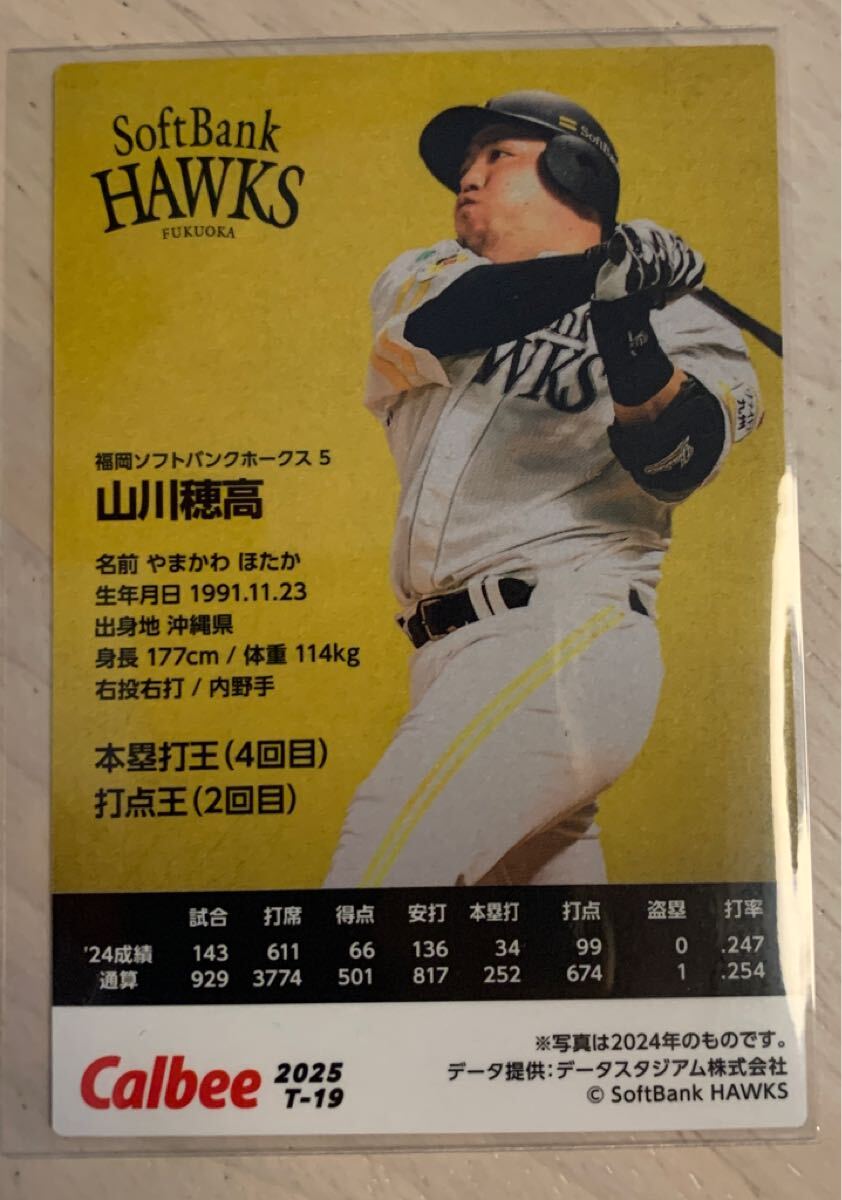 SoftBank
HAWKS
FUKUOKA
SoftBa
WKS
九州
福岡ソフトバンクホークス 5
山川穂高
名前 やまかわ ほたか
生年月日 1991.11.23
出身地 沖縄県
身長 177cm / 体重 114kg
右投右打 / 内野手
本塁打王(4回目)
打点王(2回目)
試合 打席 得点 安打 本塁打 打点 盗塁 打率
'24成績 143 611 66 136 34 99 0 .247
通算 929 3774 501 817 252 674 1 .254
※写真は2024年のものです。
データ提供:データスタジアム株式会社
© SoftBank HAWKS
Calbee 2025
T-19